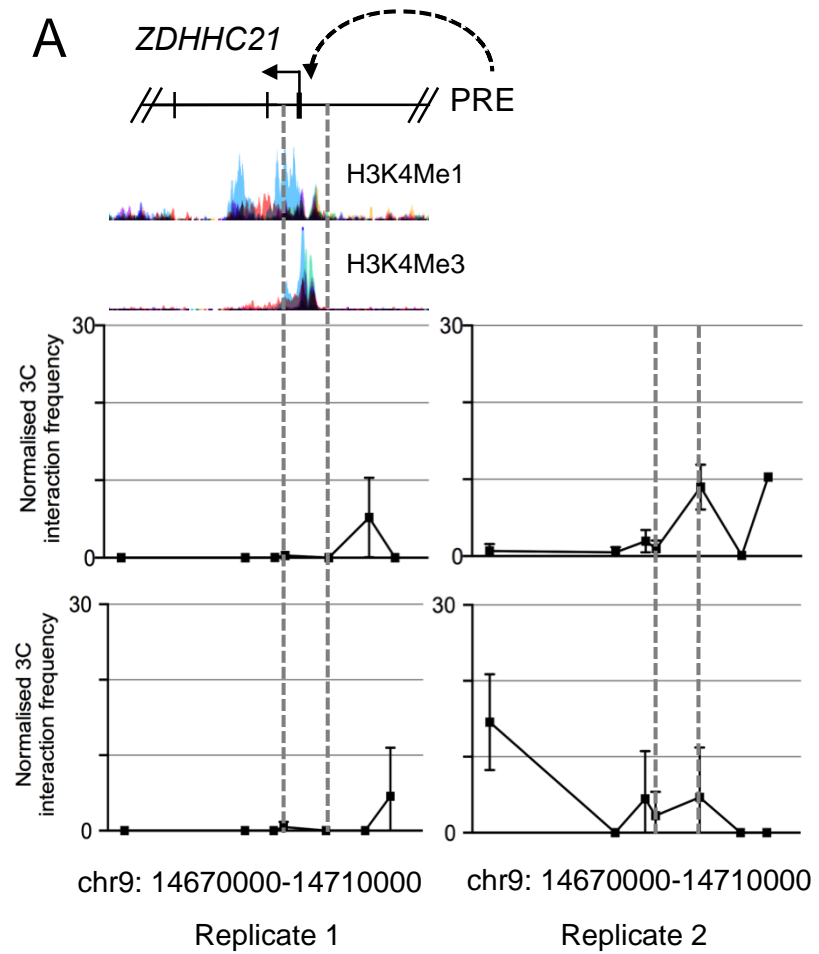 A
ZDHHC21
PRE
H3K4Me1
H3K4Me3
Normalised 3C
interaction frequency
30
0
30
0
Normalised 3C
interaction frequency
30
0
30
0
chr9: 14670000-14710000
chr9: 14670000-14710000
Replicate 1
Replicate 2